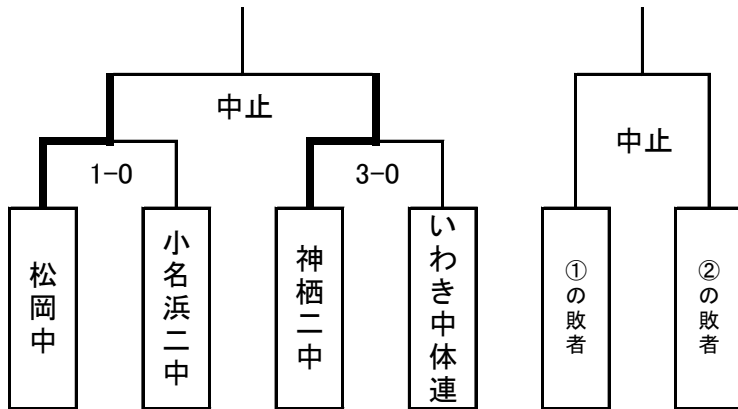 中止
中止
1-0
3-0
松岡中
小名浜二中
神栖二中
いわき中体連
①の敗者
②の敗者